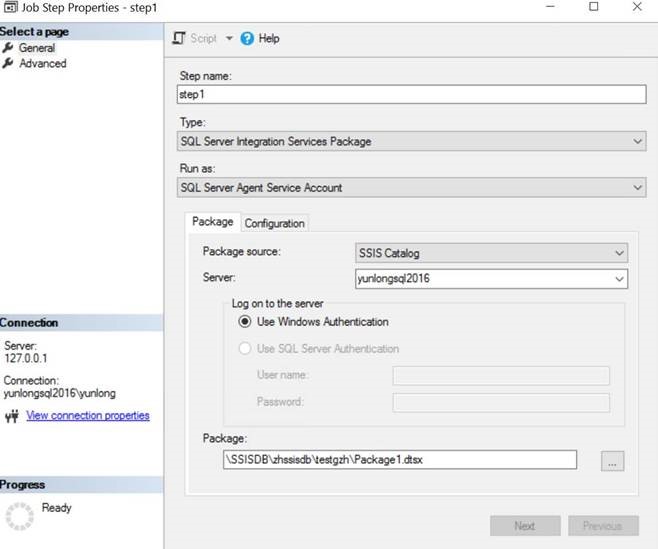 Job Step Properties - step1
Select a page
General
Advanced
Script
Help
Step name:
step1
Type:
SQL Server Integration Services Package
Run as:
SQL Server Agent Service Account
Package
Configuration
Package source:
SSIS Catalog
Server:
yunlongsql2016
Log on to the server
Use Windows Authentication
Use SQL Server Authentication
User name:
Password:
Package:
\SSISDB\zhssisdb\testgzh\Package1.dtsx
...
Connection
Server:
127.0.0.1
Connection:
yunlongsql2016\yunlong
View connection properties
Progress
Ready
Next
Previous